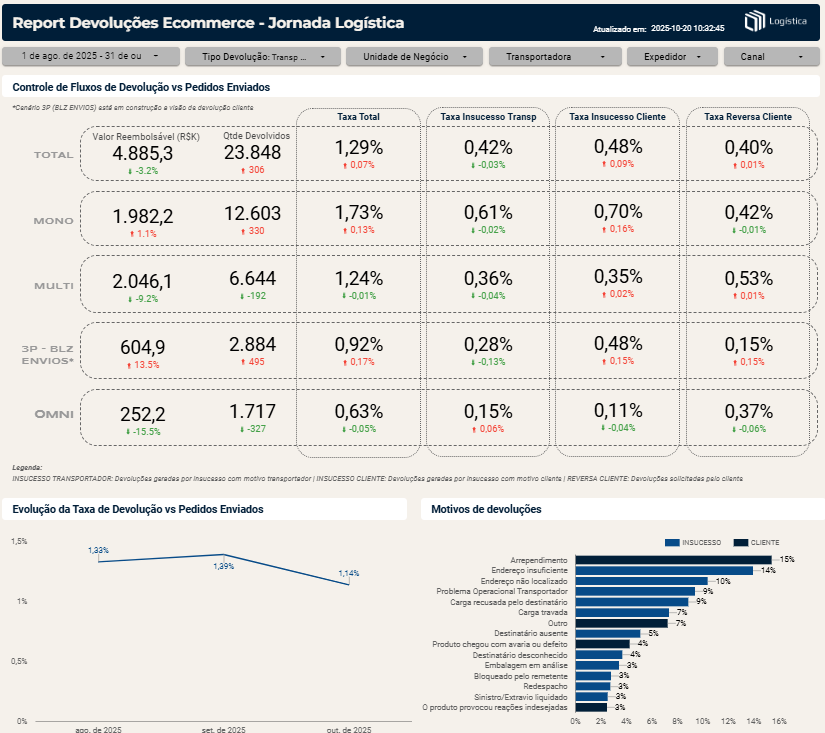 Report Devoluções Ecommerce - Jornada Logística
Atualizado em: 2025-10-20 10:32:45
Logística
1 de ago. de 2025 - 31 de ou
Tipo Devolução: Transp ...
Unidade de Negócio
Transportadora
Expedidor
Canal
Controle de Fluxos de Devolução vs Pedidos Enviados
*Cenário 3P (BLZ ENVIOS) está em construção a visão de devolução cliente
Taxa Total
Taxa Insucesso Transp
Taxa Insucesso Cliente
Taxa Reversa Cliente
Valor Reembolsável (R$K)
Qtde Devolvidos
TOTAL
4.885,3
23.848
1,29%
0,42%
0,48%
0,40%
-3.2%
306
0,07%
-0,03%
0,09%
0,01%
MONO
1.982,2
12.603
1,73%
0,61%
0,70%
0,42%
1.1%
330
0,13%
-0,02%
0,16%
-0,01%
MULTI
2.046,1
6.644
1,24%
0,36%
0,35%
0,53%
-9.2%
-192
-0,01%
-0,04%
0,02%
0,01%
3P - BLZ
ENVIOS*
604,9
2.884
0,92%
0,28%
0,48%
0,15%
13.5%
495
0,17%
-0,13%
0,15%
0,15%
OMNI
252,2
1.717
0,63%
0,15%
0,11%
0,37%
-15.5%
-327
-0,05%
0,06%
-0,04%
-0,06%
Legenda:
INSUCESSO TRANSPORTADOR: Devoluções geradas por insucesso com motivo transportador | INSUCESSO CLIENTE: Devoluções geradas por insucesso com motivo cliente | REVERSA CLIENTE: Devoluções solicitadas pelo cliente
Evolução da Taxa de Devolução vs Pedidos Enviados
1,5%
1%
0,5%
0%
1,33%
1,39%
1,14%
ago. de 2025
set. de 2025
out. de 2025
Motivos de devoluções
INSUCESSO
CLIENTE
Arrependimento 15%
Endereço insuficiente 14%
Endereço não localizado 10%
Problema Operacional Transportador 9%
Carga recusada pelo destinatário 9%
Carga travada 7%
Outro 7%
Destinatário ausente 5%
Produto chegou com avaria ou defeito 4%
Destinatário desconhecido 4%
Embalagem em análise 3%
Bloqueado pelo remetente 3%
Redespacho 3%
Sinistro/Extravio liquidado 3%
O produto provocou reações indesejadas 3%
0% 2% 4% 6% 8% 10% 12% 14% 16%